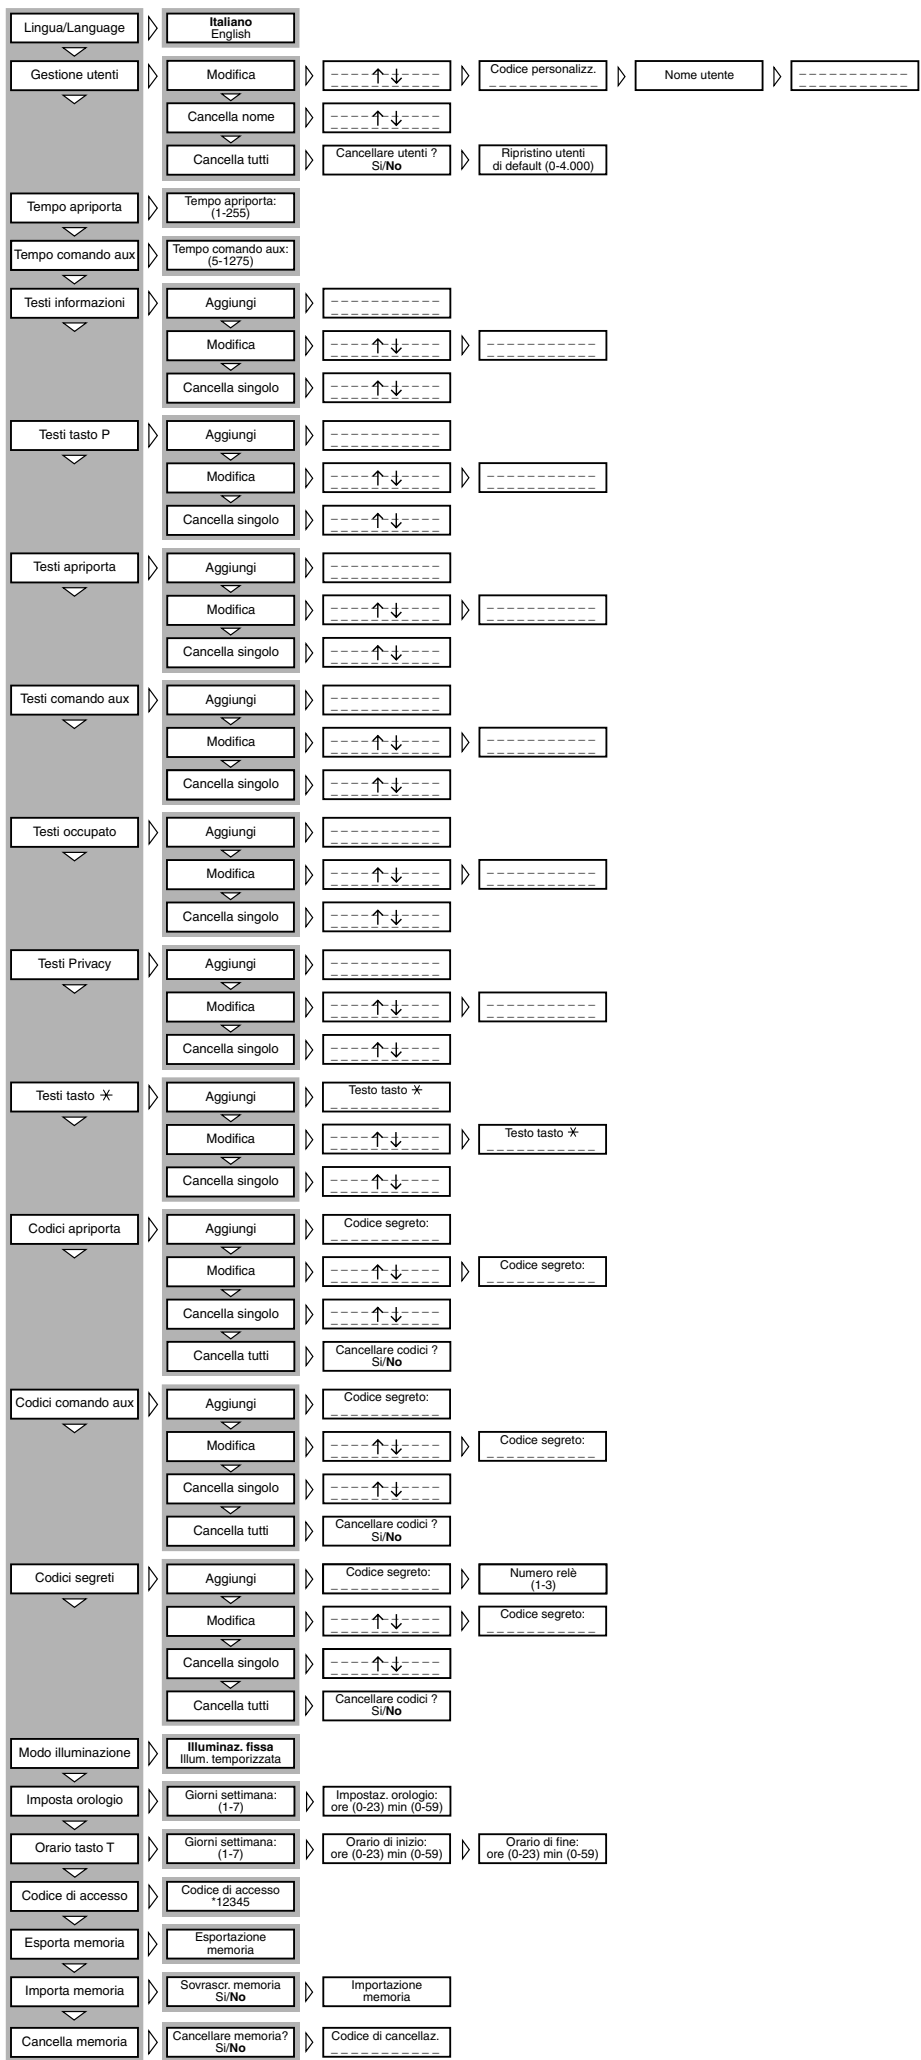 Lingua/Language
Italiano
English
Gestione utenti
Modifica
Codice personalizz.
Nome utente
Cancella nome
Cancella tutti
Cancellare utenti ?
Si/No
Ripristino utenti
di default (0-4.000)
Tempo apriporta
Tempo apriporta:
(1-255)
Tempo comando aux
Tempo comando aux:
(5-1275)
Testi informazioni
Aggiungi
Modifica
Cancella singolo
Testi tasto P
Aggiungi
Modifica
Cancella singolo
Testi apriporta
Aggiungi
Modifica
Cancella singolo
Testi comando aux
Aggiungi
Modifica
Cancella singolo
Testi occupato
Aggiungi
Modifica
Cancella singolo
Testi Privacy
Aggiungi
Modifica
Cancella singolo
Testi tasto *
Aggiungi
Testo tasto *
Modifica
Testo tasto *
Cancella singolo
Codici apriporta
Aggiungi
Codice segreto:
Modifica
Codice segreto:
Cancella singolo
Cancella tutti
Cancellare codici ?
Si/No
Codici comando aux
Aggiungi
Codice segreto:
Modifica
Codice segreto:
Cancella singolo
Cancella tutti
Cancellare codici ?
Si/No
Codici segreti
Aggiungi
Codice segreto:
Numero relè
(1-3)
Modifica
Codice segreto:
Cancella singolo
Cancella tutti
Cancellare codici ?
Si/No
Modo illuminazione
Illuminaz. fissa
Illum. temporizzata
Imposta orologio
Giorni settimana:
(1-7)
Impostaz. orologio:
ore (0-23) min (0-59)
Orario tasto T
Giorni settimana:
(1-7)
Orario di inizio:
ore (0-23) min (0-59)
Orario di fine:
ore (0-23) min (0-59)
Codice di accesso
Codice di accesso
*12345
Esporta memoria
Esportazione
memoria
Importa memoria
Sovrascr. memoria
Si/No
Importazione
memoria
Cancella memoria
Cancellare memoria?
Si/No
Codice di cancellaz.